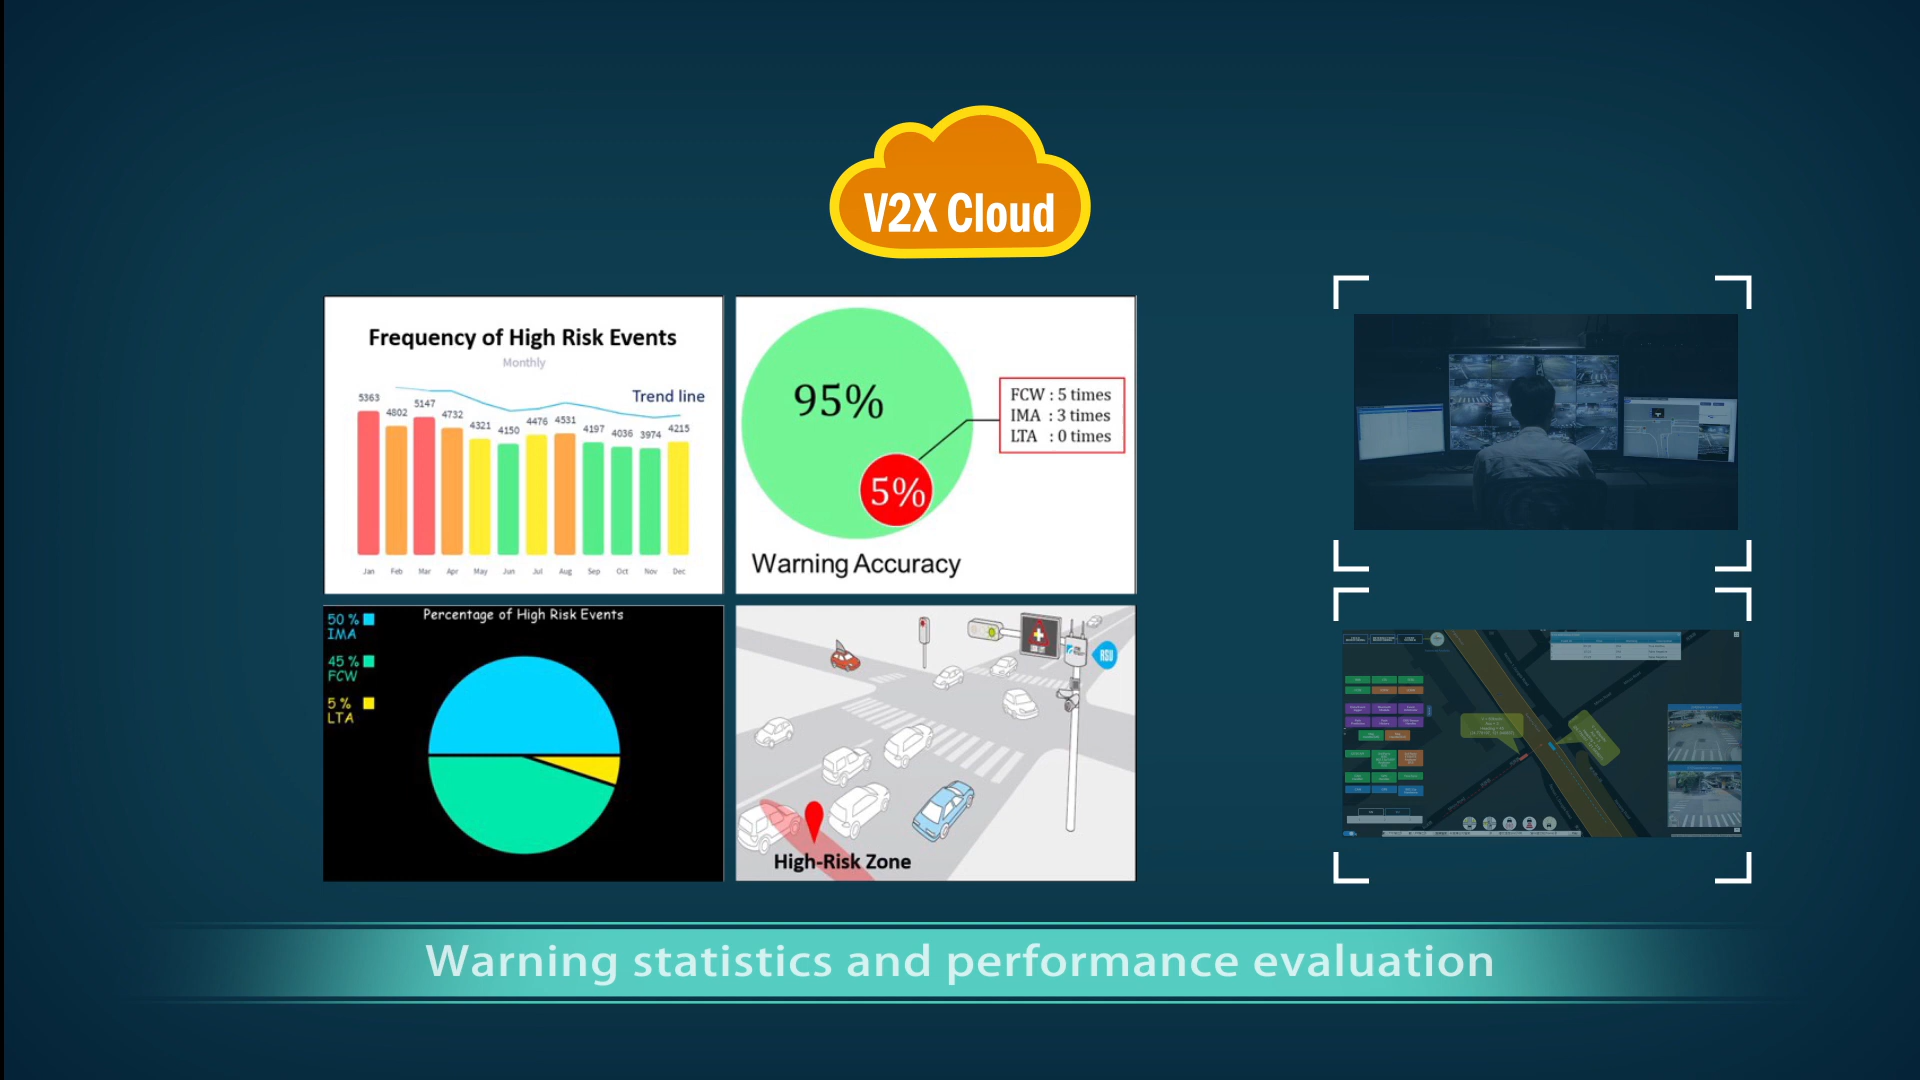 V2X Cloud
Frequency of High Risk Events
Monthly
Trend line
5363 4802 5147 4732 4321 4150 4476 4531 4197 4036 3974 4215
Jan Feb Mar Apr May Jun Jul Aug Sep Oct Nov Dec
95%
5%
FCW : 5 times
IMA : 3 times
LTA : 0 times
Warning Accuracy
Percentage of High Risk Events
50 %
IMA
45 %
FCW
5 %
LTA
RSU
High-Risk Zone
Warning statistics and performance evaluation